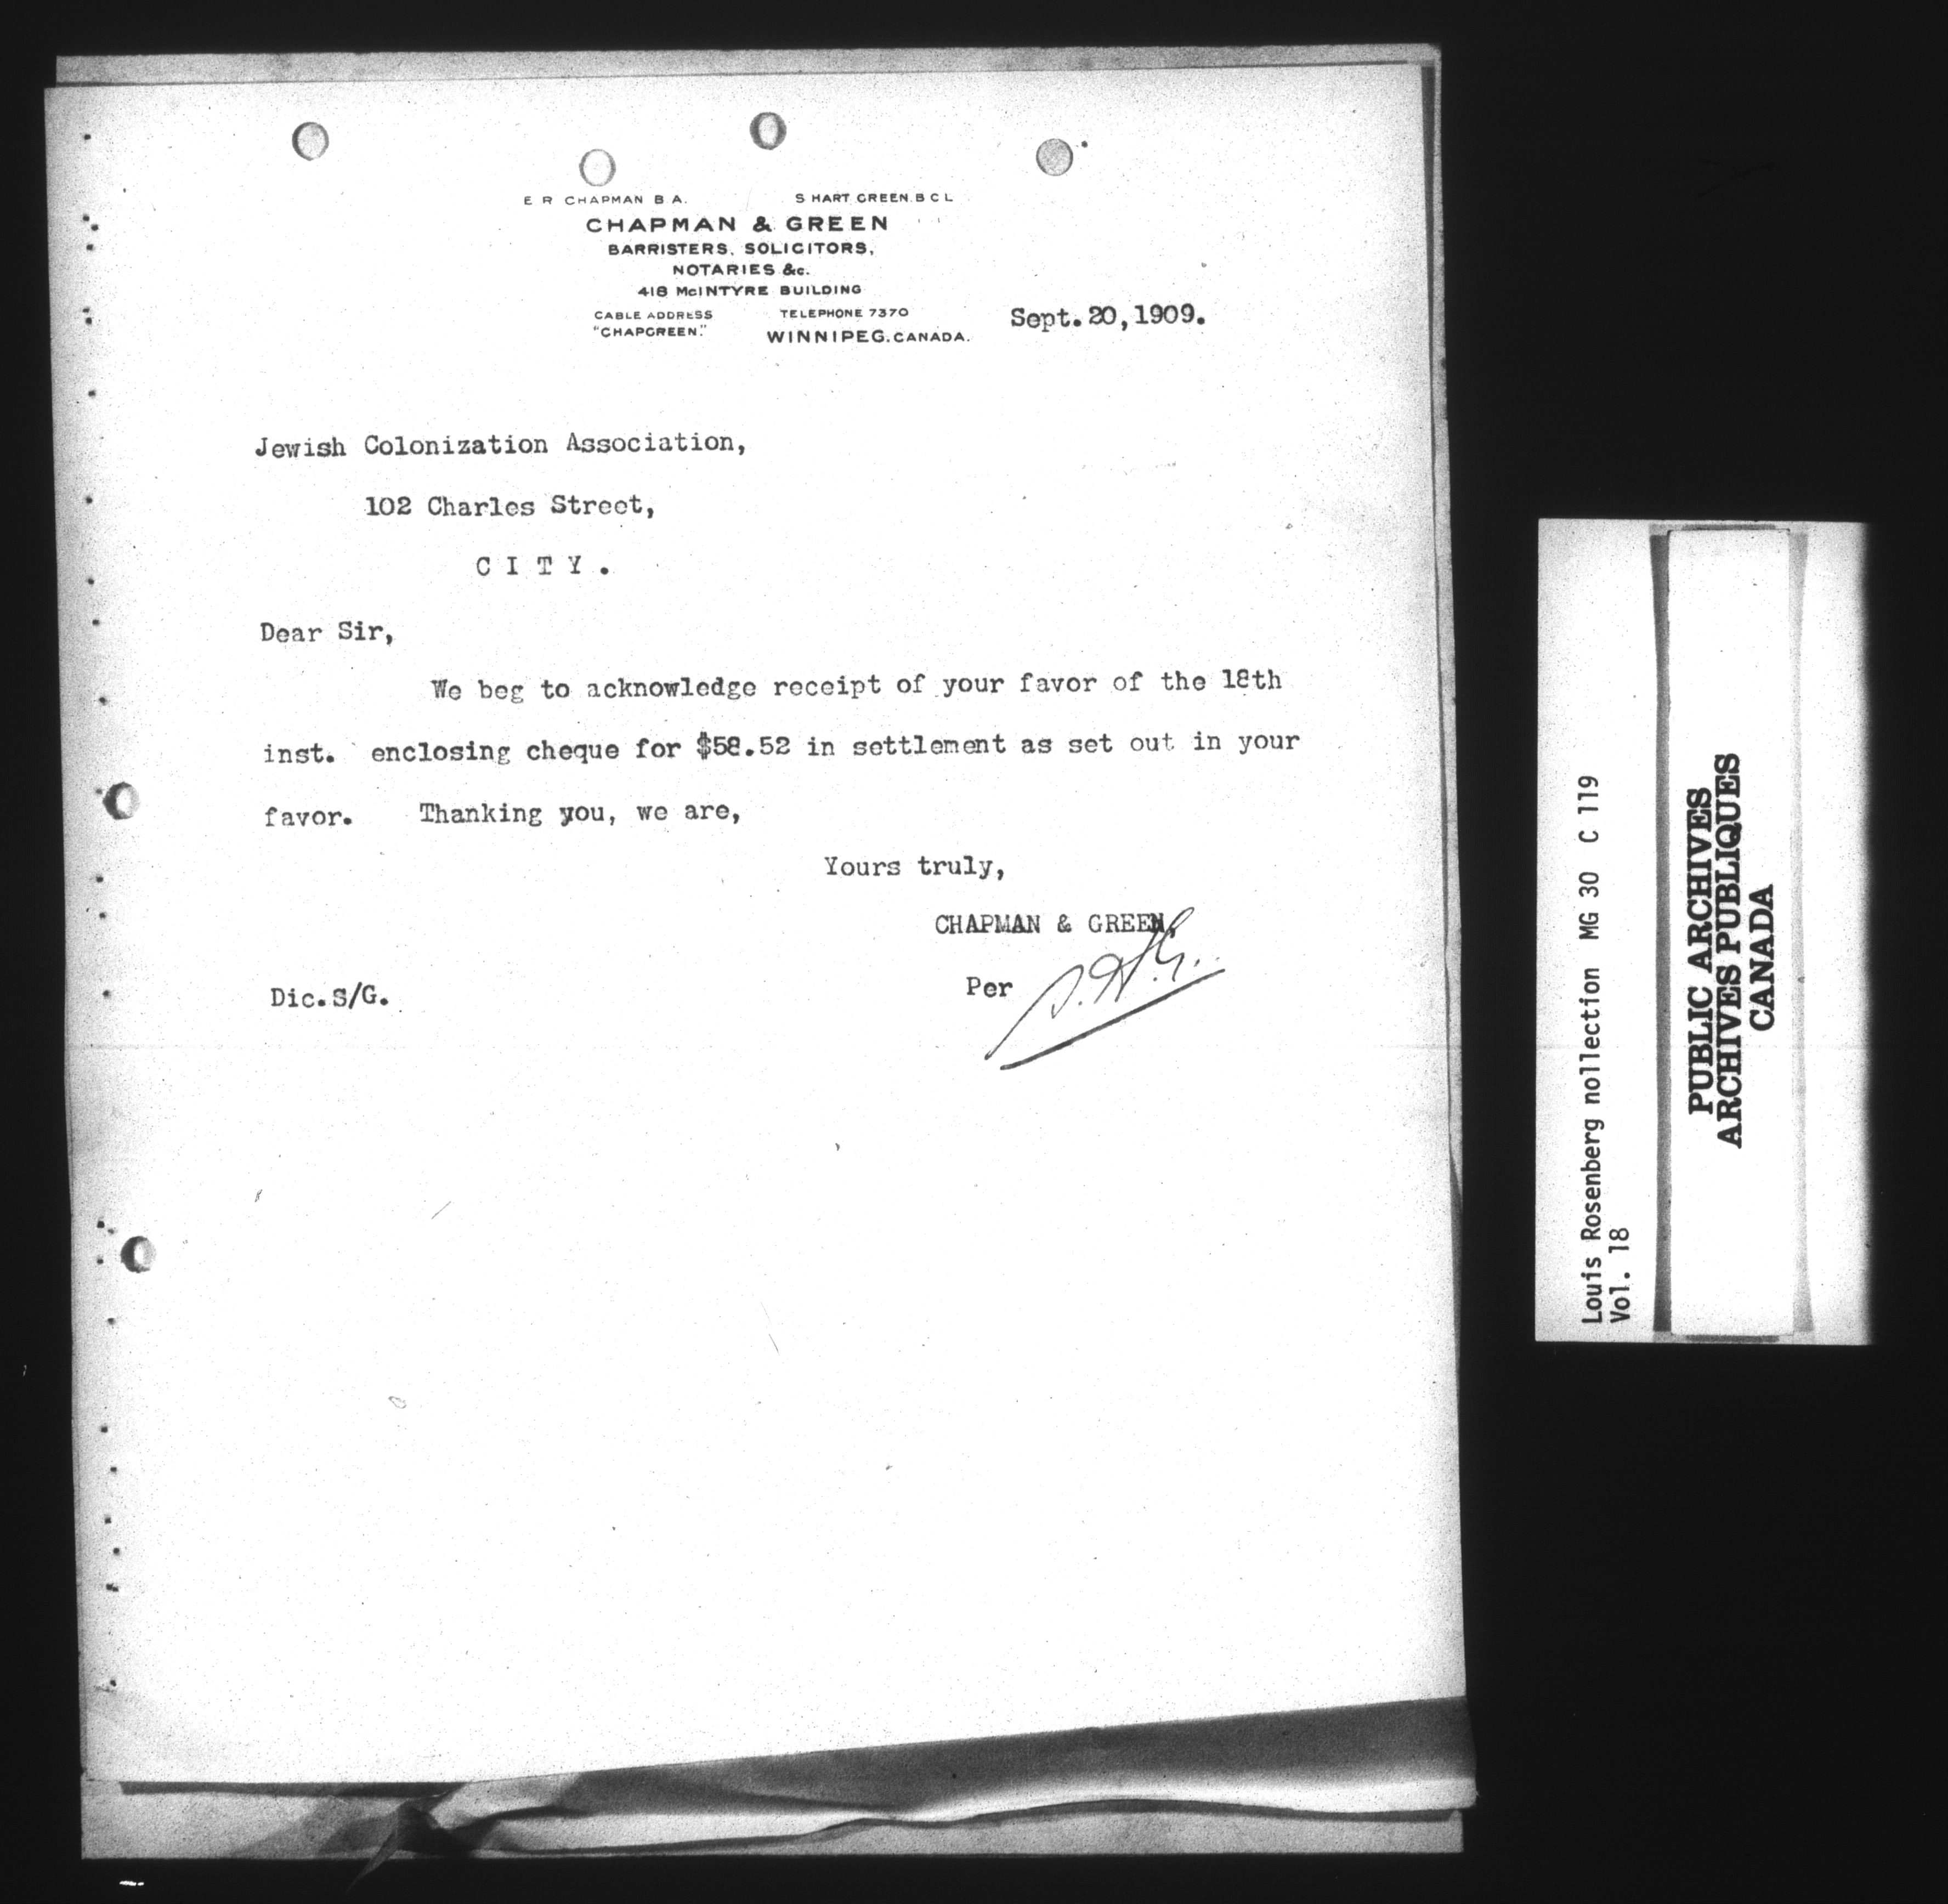 E R CHAPMAN B A. S HART GREEN. B C L
CHAPMAN & GREEN
BARRISTERS, SOLICITORS,
NOTARIES &c.
418 McINTYRE BUILDING
CABLE ADDRESS TELEPHONE 7370
"CHAPGREEN." WINNIPEG. CANADA.
Sept. 20, 1909.
Jewish Colonization Association,
102 Charles Street,
C I T Y .
Dear Sir,
We beg to acknowledge receipt of your favor of the 18th
inst. enclosing cheque for $58.52 in settlement as set out in your
favor. Thanking you, we are,
Yours truly,
CHAPMAN & GREEN,
Per S. H. G..
Dic. S/G.
Louis Rosenberg nollection MG 30 C 119
Vol. 18
PUBLIC ARCHIVES
ARCHIVES PUBLIQUES
CANADA